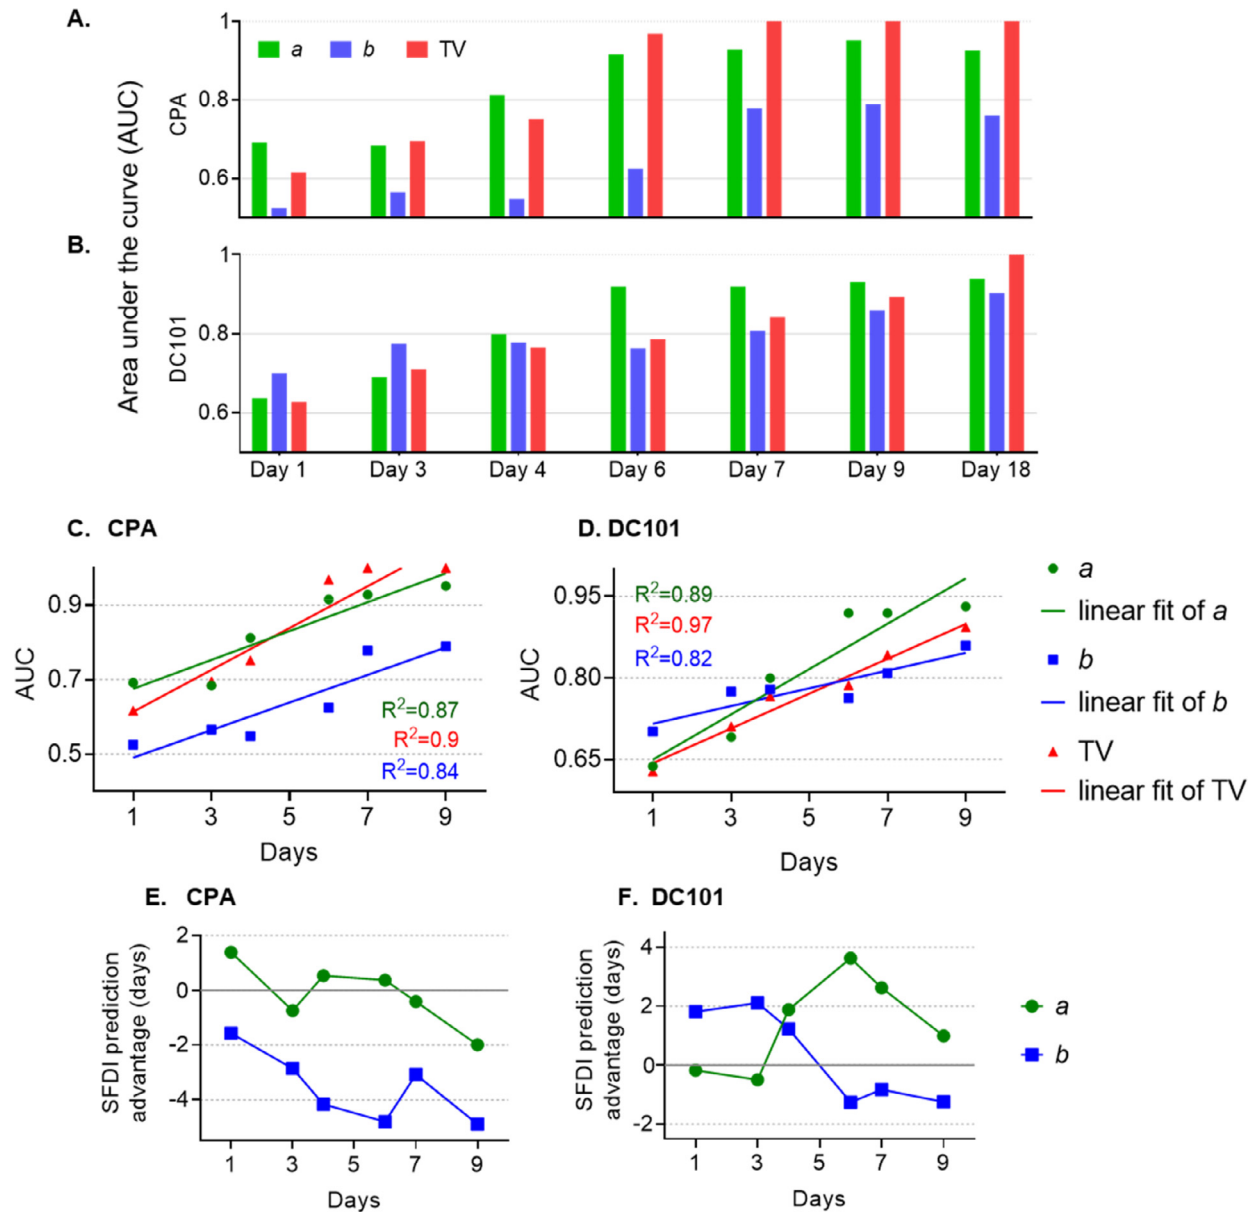 A.
a b TV
1
0.8
0.6
CPA
Area under the curve (AUC)
B.
1
0.8
0.6
DC101
Day 1 Day 3 Day 4 Day 6 Day 7 Day 9 Day 18
C. CPA
0.9
0.7
0.5
AUC
R²=0.87
R²=0.9
R²=0.84
1 3 5 7 9
Days
D. DC101
0.95
0.80
0.65
AUC
R²=0.89
R²=0.97
R²=0.82
1 3 5 7 9
Days
a
linear fit of a
b
linear fit of b
TV
linear fit of TV
E. CPA
2
0
-2
-4
SFDI prediction
advantage (days)
1 3 5 7 9
Days
F. DC101
4
2
0
-2
SFDI prediction
advantage (days)
1 3 5 7 9
Days
a
b